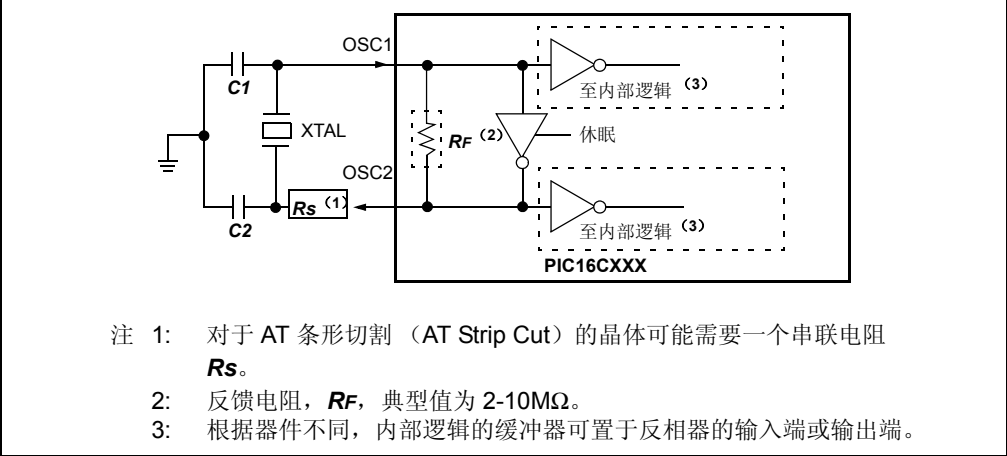 OSC1
C1
至内部逻辑 (3)
XTAL
RF (2)
休眠
OSC2
Rs (1)
C2
至内部逻辑 (3)
PIC16CXXX
注 1: 对于 AT 条形切割 (AT Strip Cut)的晶体可能需要一个串联电阻
Rs。
2: 反馈电阻，RF，典型值为 2-10MΩ。
3: 根据器件不同，内部逻辑的缓冲器可置于反相器的输入端或输出端。